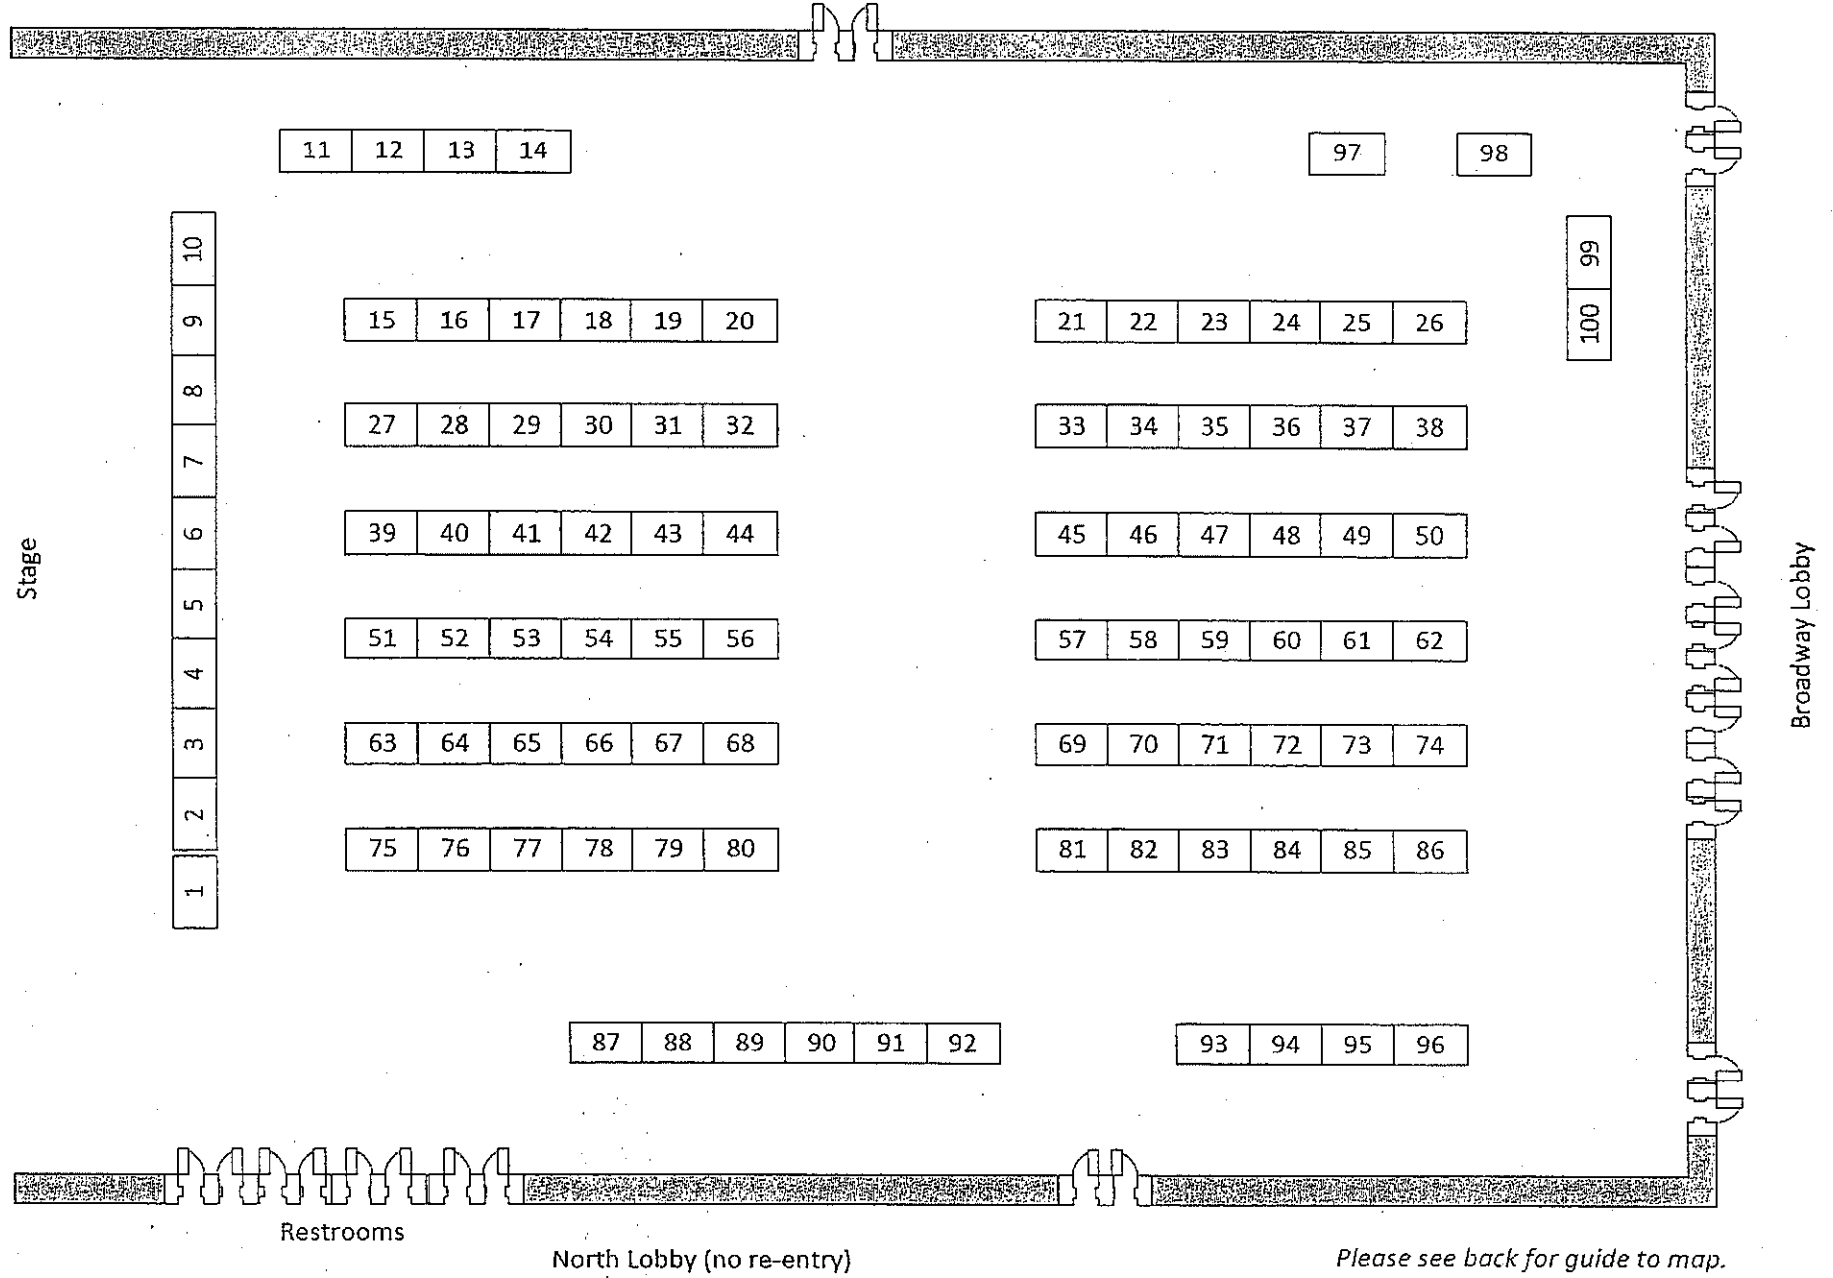 11 12 13 14
97 98
10
9
8
7
6
5
4
3
2
1
99
100
15 16 17 18 19 20
21 22 23 24 25 26
27 28 29 30 31 32
33 34 35 36 37 38
39 40 41 42 43 44
45 46 47 48 49 50
51 52 53 54 55 56
57 58 59 60 61 62
63 64 65 66 67 68
69 70 71 72 73 74
75 76 77 78 79 80
81 82 83 84 85 86
87 88 89 90 91 92
93 94 95 96
Stage
Broadway Lobby
Restrooms
North Lobby (no re-entry)
Please see back for guide to map.